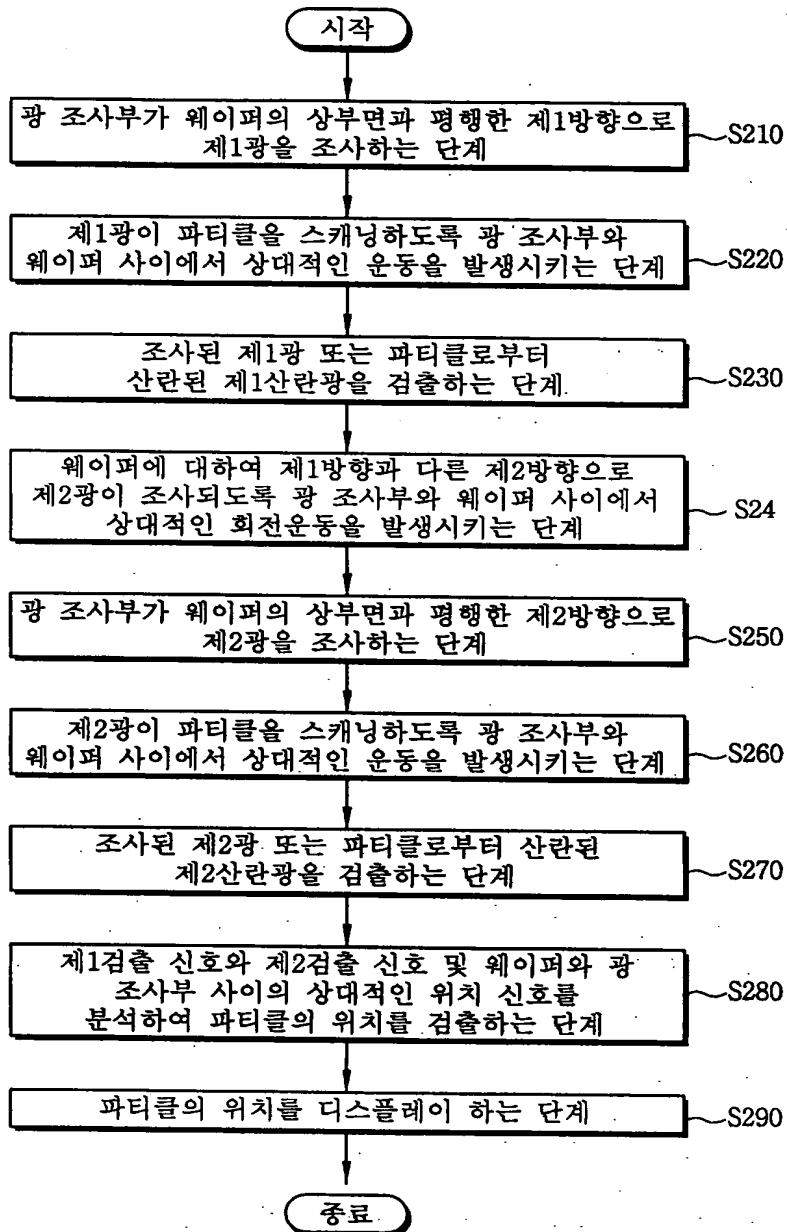 시작
광 조사부가 웨이퍼의 상부면과 평행한 제1방향으로
제1광을 조사하는 단계
S210
제1광이 파티클을 스캐닝하도록 광 조사부와
웨이퍼 사이에서 상대적인 운동을 발생시키는 단계
S220
조사된 제1광 또는 파티클로부터
산란된 제1산란광을 검출하는 단계
S230
웨이퍼에 대하여 제1방향과 다른 제2방향으로
제2광이 조사되도록 광 조사부와 웨이퍼 사이에서
상대적인 회전운동을 발생시키는 단계
S24
광 조사부가 웨이퍼의 상부면과 평행한 제2방향으로
제2광을 조사하는 단계
S250
제2광이 파티클을 스캐닝하도록 광 조사부와
웨이퍼 사이에서 상대적인 운동을 발생시키는 단계
S260
조사된 제2광 또는 파티클로부터 산란된
제2산란광을 검출하는 단계
S270
제1검출 신호와 제2검출 신호 및 웨이퍼와 광
조사부 사이의 상대적인 위치 신호를
분석하여 파티클의 위치를 검출하는 단계
S280
파티클의 위치를 디스플레이 하는 단계
S290
종료